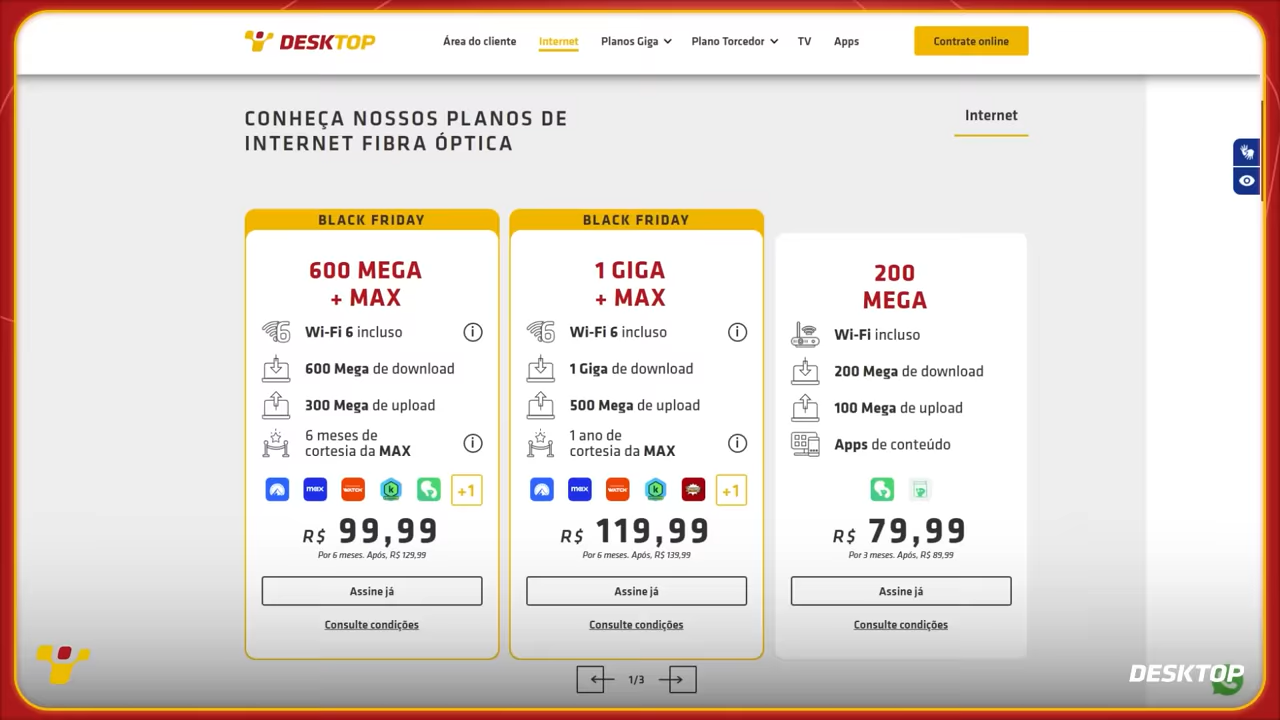 DESKTOP
Área do cliente
Internet
Planos Giga
Plano Torcedor
TV
Apps
Contrate online
CONHEÇA NOSSOS PLANOS DE
INTERNET FIBRA ÓPTICA
Internet
BLACK FRIDAY
600 MEGA
+ MAX
Wi-Fi 6 incluso
600 Mega de download
300 Mega de upload
6 meses de
cortesia da MAX
max
WATCH
+1
R$ 99,99
Por 6 meses. Após, R$ 129,99
Assine já
Consulte condições
BLACK FRIDAY
1 GIGA
+ MAX
Wi-Fi 6 incluso
1 Giga de download
500 Mega de upload
1 ano de
cortesia da MAX
max
WATCH
+1
R$ 119,99
Por 6 meses. Após, R$ 139,99
Assine já
Consulte condições
200
MEGA
Wi-Fi incluso
200 Mega de download
100 Mega de upload
Apps de conteúdo
R$ 79,99
Por 3 meses. Após, R$ 89,99
Assine já
Consulte condições
1/3
DESKTOP